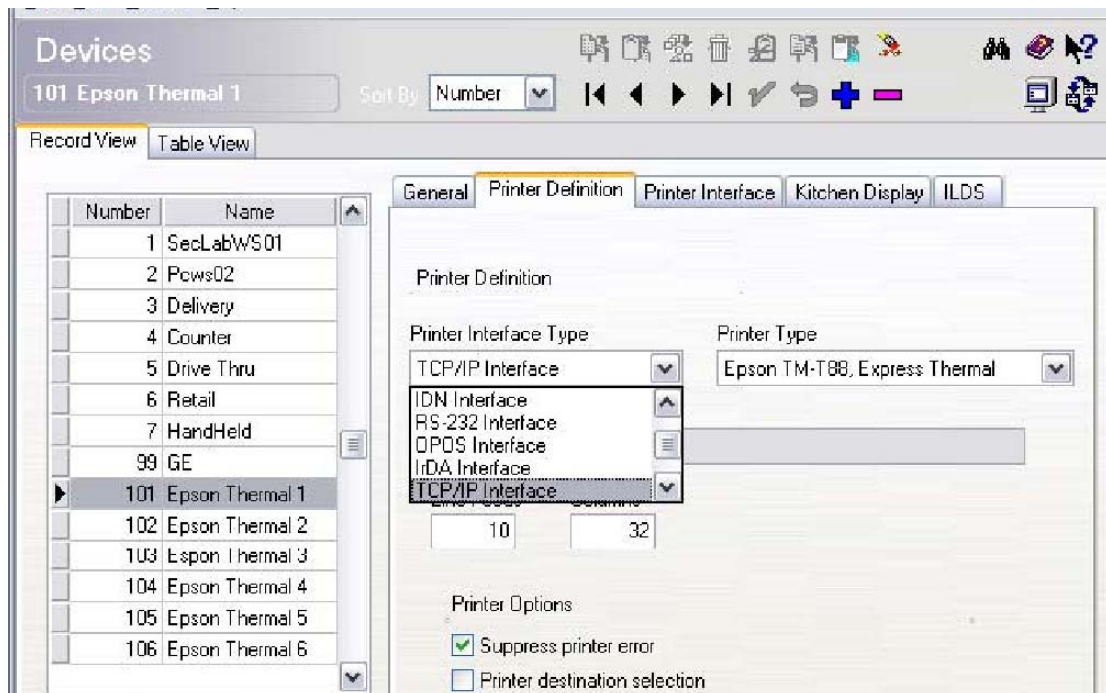 Devices
101 Epson Thermal 1
Sort By Number
Record View Table View
General Printer Definition Printer Interface Kitchen Display ILDS
Number Name
1 SecLabWS01
2 Pcws02
3 Delivery
4 Counter
5 Drive Thru
6 Retail
7 HandHeld
99 GE
101 Epson Thermal 1
102 Epson Thermal 2
103 Espon Thermal 3
104 Epson Thermal 4
105 Epson Thermal 5
106 Epson Thermal 6
Printer Definition
Printer Interface Type
TCP/IP Interface
IDN Interface
RS-232 Interface
OPOS Interface
IrDA Interface
TCP/IP Interface
Printer Type
Epson TM-T88, Express Thermal
10 32
Printer Options
Suppress printer error
Printer destination selection